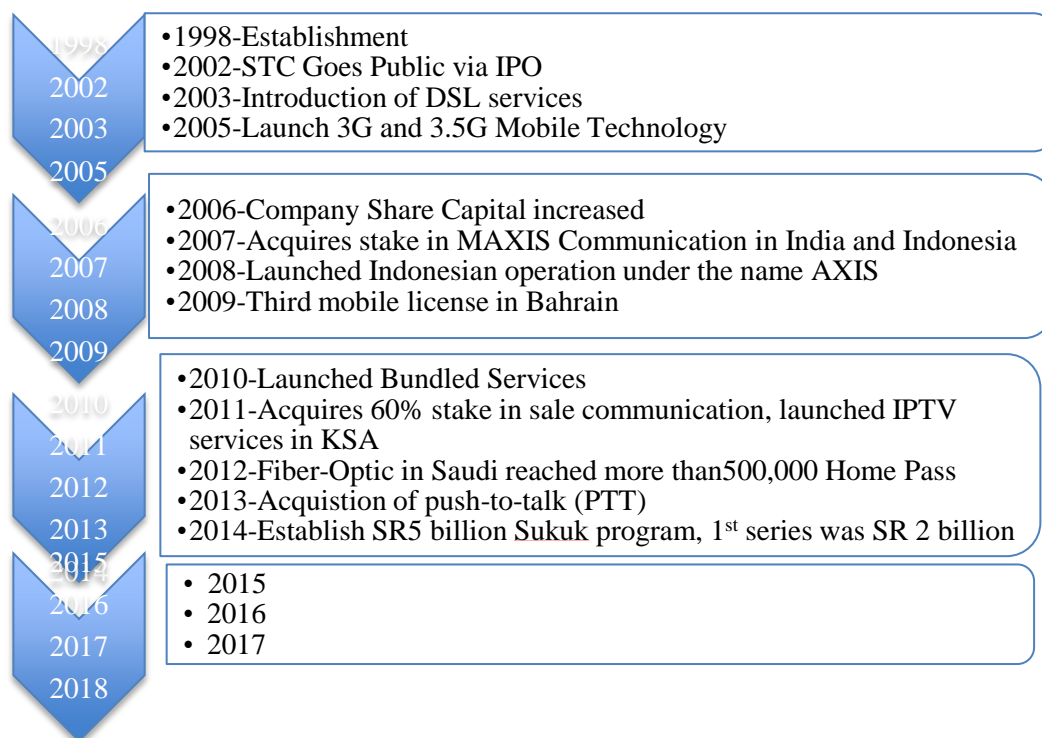 1998
2002
2003
2005
•1998-Establishment
•2002-STC Goes Public via IPO
•2003-Introduction of DSL services
•2005-Launch 3G and 3.5G Mobile Technology
2006
2007
2008
2009
•2006-Company Share Capital increased
•2007-Acquires stake in MAXIS Communication in India and Indonesia
•2008-Launched Indonesian operation under the name AXIS
•2009-Third mobile license in Bahrain
2010
2011
2012
2013
2014
•2010-Launched Bundled Services
•2011-Acquires 60% stake in sale communication, launched IPTV
services in KSA
•2012-Fiber-Optic in Saudi reached more than500,000 Home Pass
•2013-Acquistion of push-to-talk (PTT)
•2014-Establish SR5 billion Sukuk program, 1st series was SR 2 billion
2015
2016
2017
2018
• 2015
• 2016
• 2017